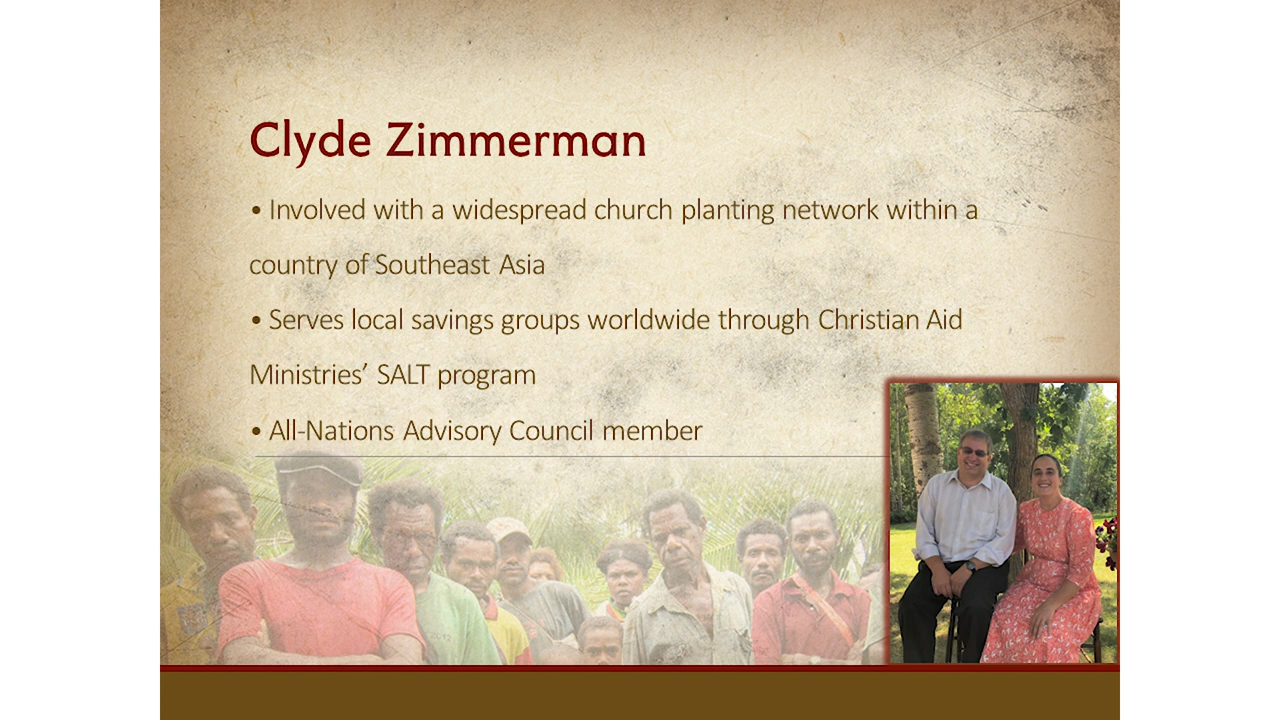 Clyde Zimmerman
• Involved with a widespread church planting network within a
country of Southeast Asia
• Serves local savings groups worldwide through Christian Aid
Ministries’ SALT program
• All-Nations Advisory Council member